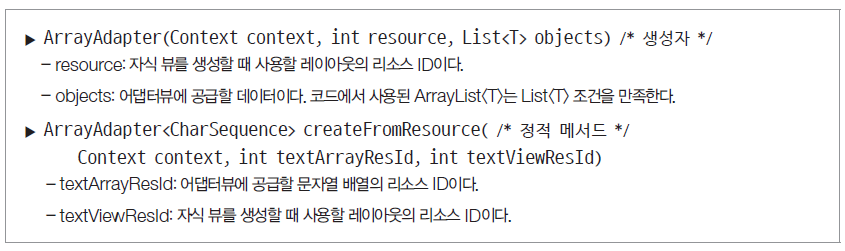 ▶ ArrayAdapter(Context context, int resource, List<T> objects) /* 생성자 */
– resource: 자식 뷰를 생성할 때 사용할 레이아웃의 리소스 ID이다.
– objects: 어댑터뷰에 공급할 데이터이다. 코드에서 사용된 ArrayList〈T〉는 List〈T〉 조건을 만족한다.
▶ ArrayAdapter<CharSequence> createFromResource( /* 정적 메서드 */
Context context, int textArrayResId, int textViewResId)
– textArrayResId: 어댑터뷰에 공급할 문자열 배열의 리소스 ID이다.
– textViewResId: 자식 뷰를 생성할 때 사용할 레이아웃의 리소스 ID이다.